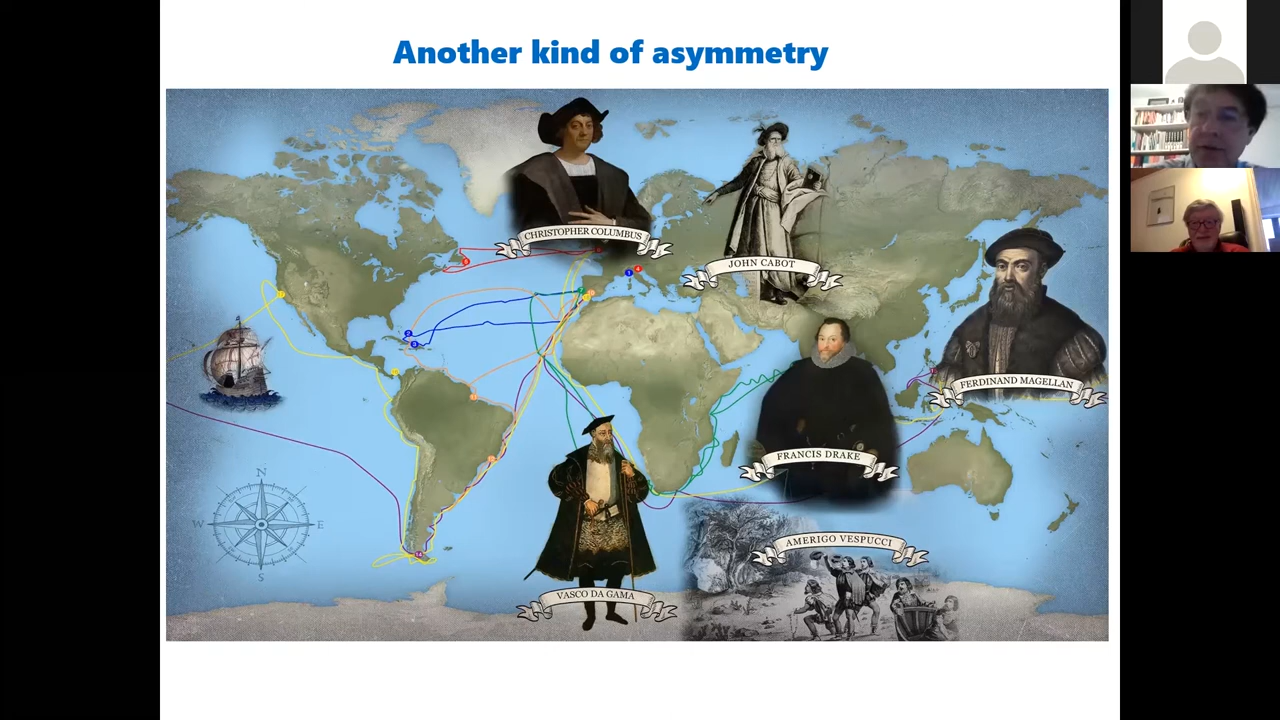 Another kind of asymmetry
CHRISTOPHER COLUMBUS
JOHN CABOT
FERDINAND MAGELLAN
FRANCIS DRAKE
AMERIGO VESPUCCI
VASCO DA GAMA
N
W
E
S